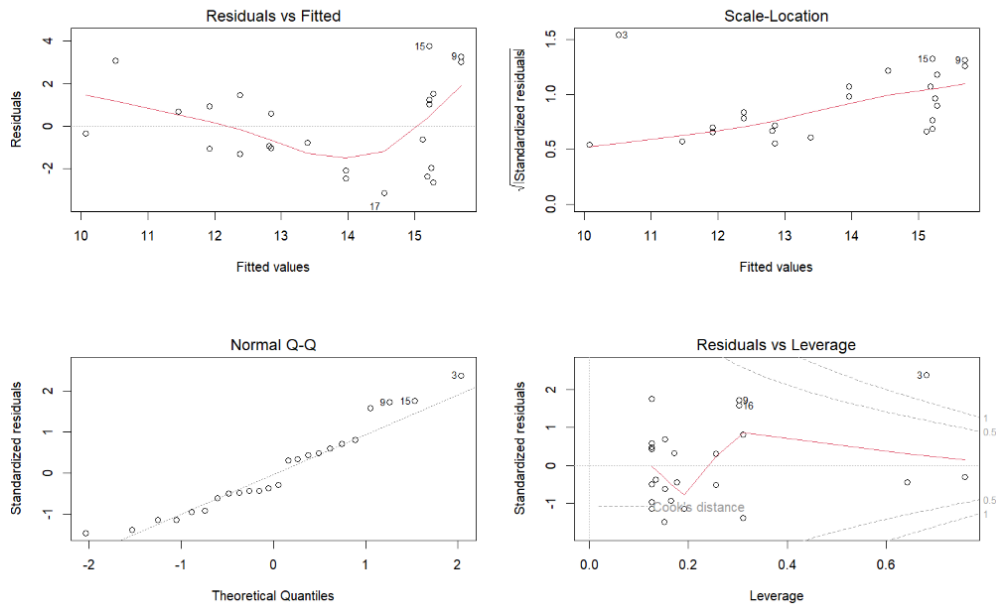 Residuals vs Fitted
Residuals
4
2
0
-2
15
9
17
10 11 12 13 14 15
Fitted values
Scale-Location
√|Standardized residuals|
1.5
1.0
0.5
0.0
3
15
9
10 11 12 13 14 15
Fitted values
Normal Q-Q
Standardized residuals
2
1
0
-1
3
9
15
-2 -1 0 1 2
Theoretical Quantiles
Residuals vs Leverage
Standardized residuals
2
1
0
-1
3
9
16
1
0.5
0.5
1
Cook's distance
0.0 0.2 0.4 0.6
Leverage